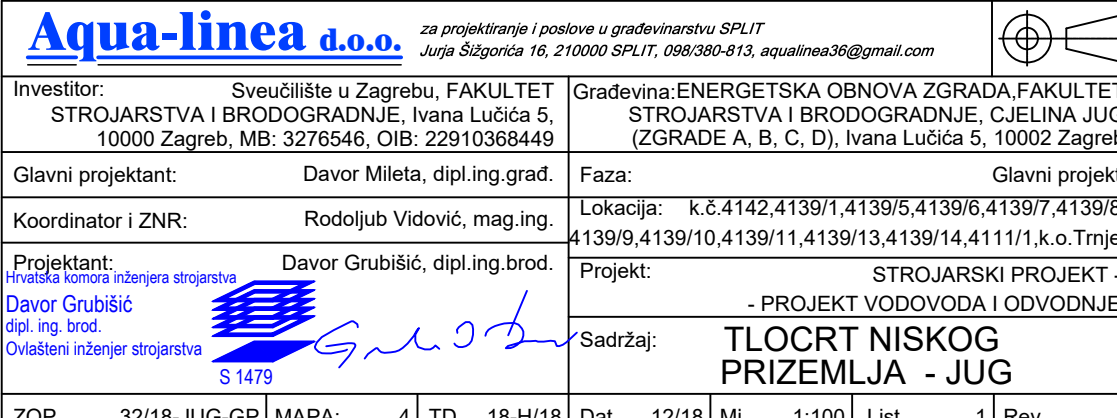 Aqua-linea d.o.o.
za projektiranje i poslove u građevinarstvu SPLIT
Jurja Šižgorića 16, 210000 SPLIT, 098/380-813, aqualinea36@gmail.com
Investitor: Sveučilište u Zagrebu, FAKULTET
STROJARSTVA I BRODOGRADNJE, Ivana Lučića 5,
10000 Zagreb, MB: 3276546, OIB: 22910368449
Građevina:ENERGETSKA OBNOVA ZGRADA,FAKULTET
STROJARSTVA I BRODOGRADNJE, CJELINA JUG
(ZGRADE A, B, C, D), Ivana Lučića 5, 10002 Zagreb
Glavni projektant: Davor Mileta, dipl.ing.građ.
Faza: Glavni projekt
Koordinator i ZNR: Rodoljub Vidović, mag.ing.
Lokacija: k.č.4142,4139/1,4139/5,4139/6,4139/7,4139/8
4139/9,4139/10,4139/11,4139/13,4139/14,4111/1,k.o.Trnje
Projektant: Davor Grubišić, dipl.ing.brod.
Hrvatska komora inženjera strojarstva
Davor Grubišić
dipl. ing. brod.
Ovlašteni inženjer strojarstva
S 1479
Projekt: STROJARSKI PROJEKT -
- PROJEKT VODOVODA I ODVODNJE
Sadržaj: TLOCRT NISKOG
PRIZEMLJA - JUG
ZOP 32/18-JUG-GP MAPA: 4 TD 18-H/18 Dat. 12/18 Mj. 1:100 List 1 Rev.